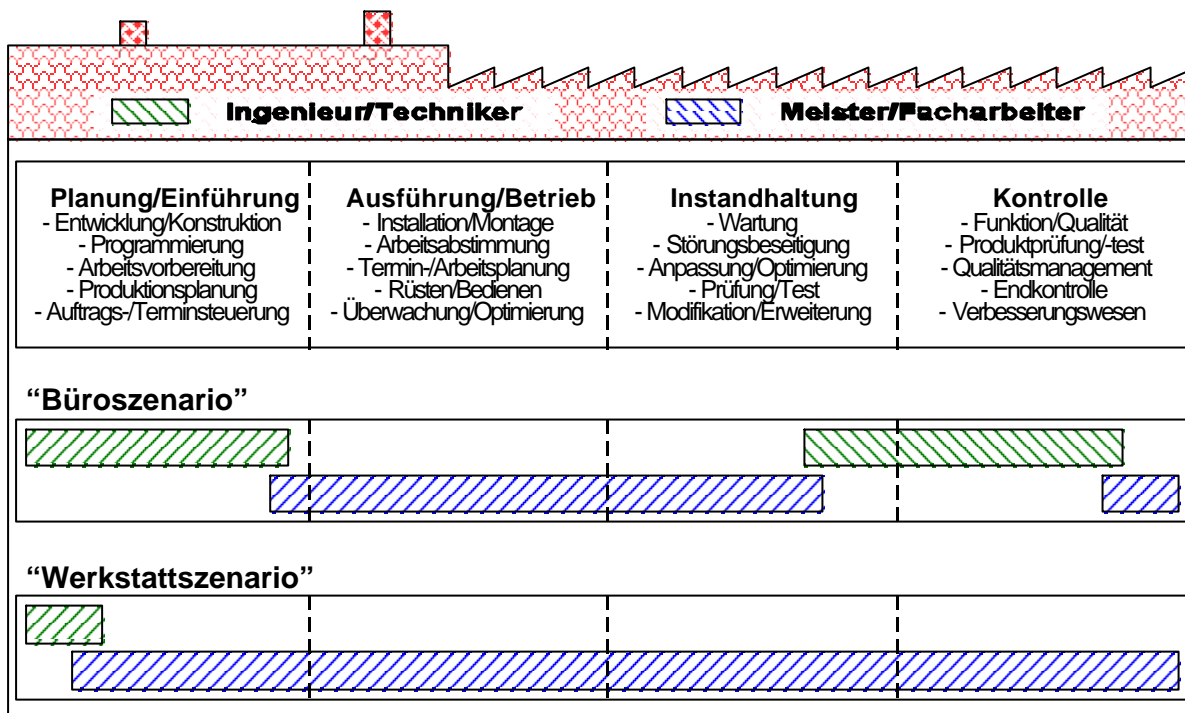 Ingenieur/Techniker
Meister/Facharbeiter
Planung/Einführung
- Entwicklung/Konstruktion
- Programmierung
- Arbeitsvorbereitung
- Produktionsplanung
- Auftrags-/Terminsteuerung
Ausführung/Betrieb
- Installation/Montage
- Arbeitsabstimmung
- Termin-/Arbeitsplanung
- Rüsten/Bedienen
- Überwachung/Optimierung
Instandhaltung
- Wartung
- Störungsbeseitigung
- Anpassung/Optimierung
- Prüfung/Test
- Modifikation/Erweiterung
Kontrolle
- Funktion/Qualität
- Produktprüfung/-test
- Qualitätsmanagement
- Endkontrolle
- Verbesserungswesen
“Büroszenario”
“Werkstattszenario”